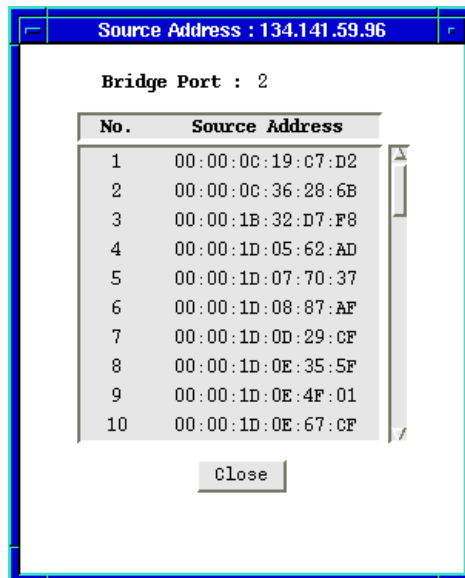 Source Address : 134.141.59.96
Bridge Port : 2
No. Source Address
1 00:00:0C:19:C7:D2
2 00:00:0C:36:28:6B
3 00:00:1B:32:D7:F8
4 00:00:1D:05:62:AD
5 00:00:1D:07:70:37
6 00:00:1D:08:87:AF
7 00:00:1D:0D:29:CF
8 00:00:1D:0E:35:5F
9 00:00:1D:0E:4F:01
10 00:00:1D:0E:67:CF
Close